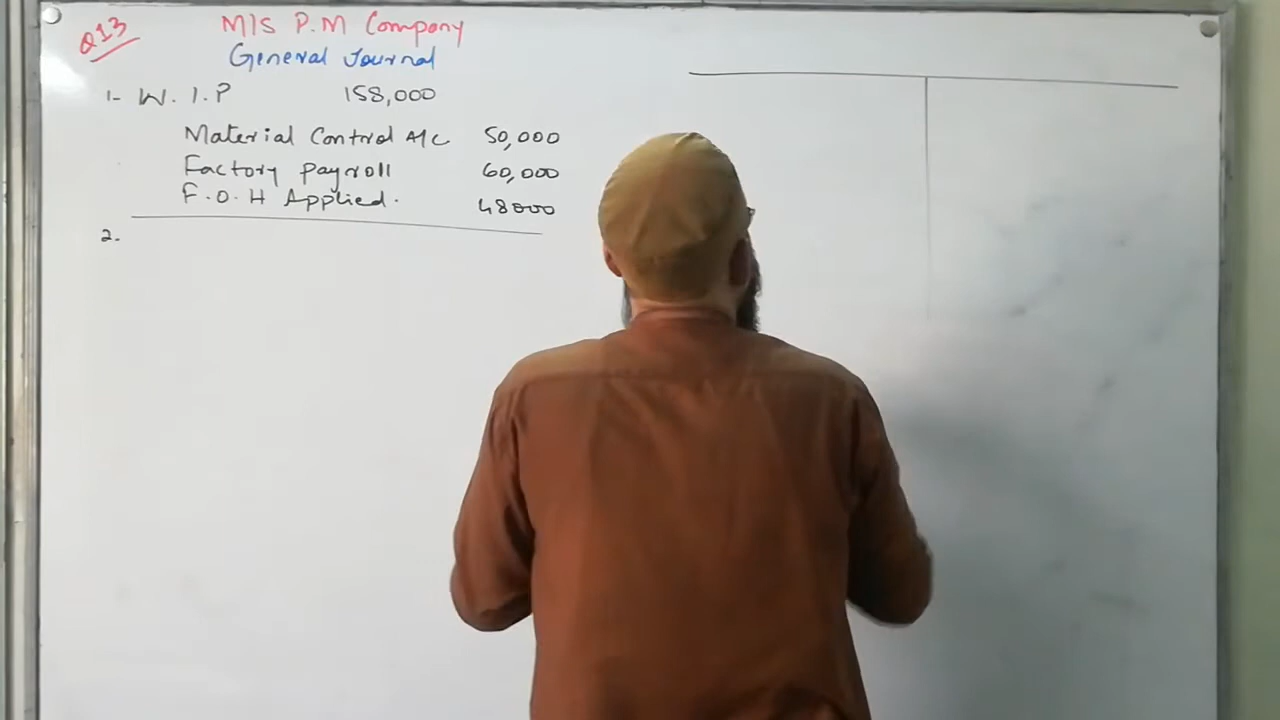 Q13
M/S P.M Company
General Journal
1- W.I.P 158,000
Material Control A/C 50,000
Factory payroll 60,000
F.O.H Applied. 48000
2.